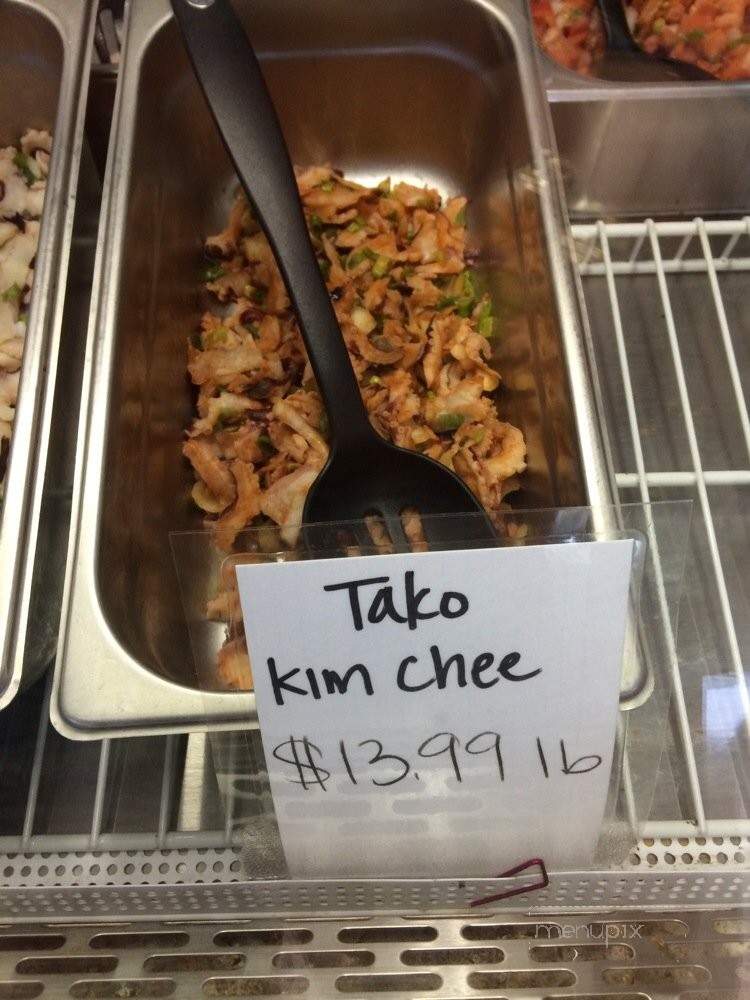 Tako
Kim Chee
$13.99 lb
menupix